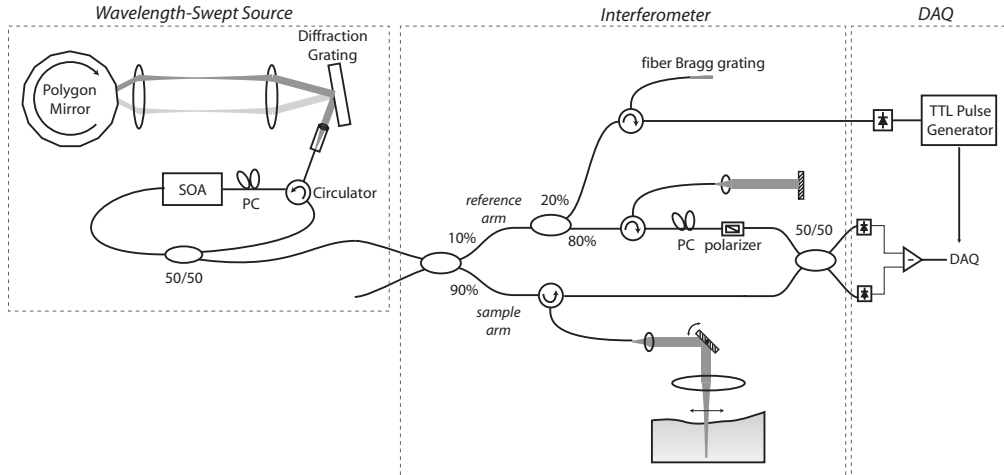 Wavelength-Swept Source
Interferometer
DAQ
Diffraction
Grating
Polygon
Mirror
fiber Bragg grating
TTL Pulse
Generator
SOA
PC
Circulator
50/50
reference
arm
20%
10%
80%
PC
polarizer
50/50
90%
sample
arm
−
DAQ